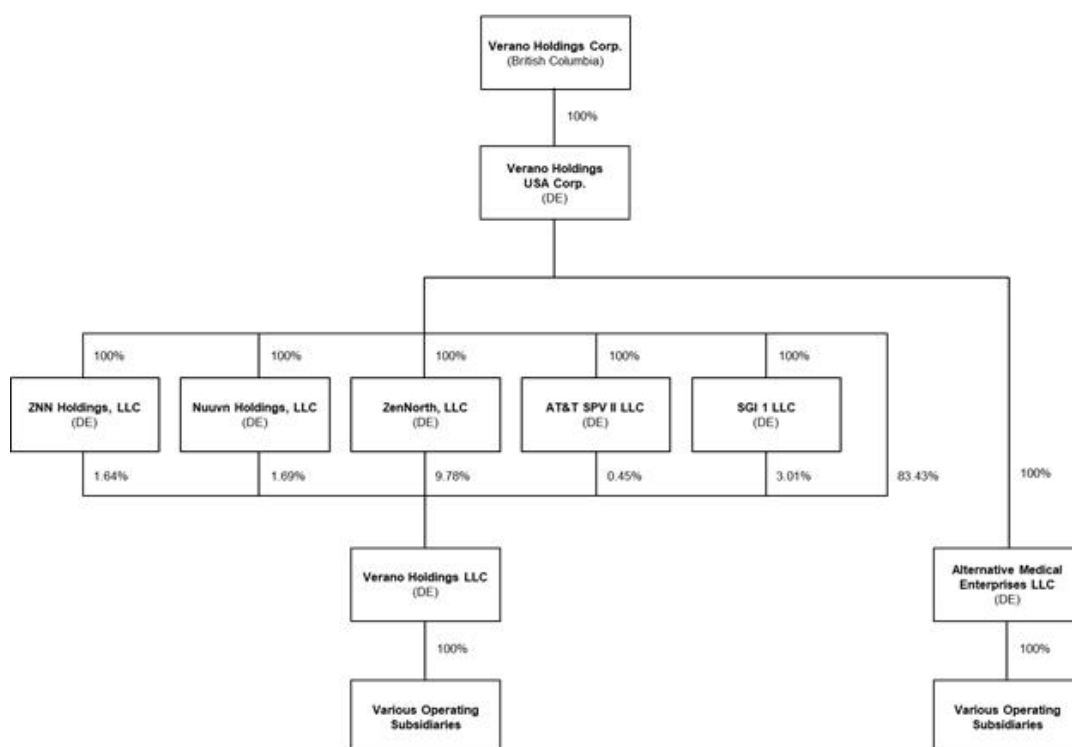 Verano Holdings Corp.
(British Columbia)
100%
Verano Holdings
USA Corp.
(DE)
100%
100%
100%
100%
100%
ZNN Holdings, LLC
(DE)
Nuuvn Holdings, LLC
(DE)
ZenNorth, LLC
(DE)
AT&T SPV II LLC
(DE)
SGI 1 LLC
(DE)
1.64%
1.69%
9.78%
0.45%
3.01%
83.43%
100%
Verano Holdings LLC
(DE)
Alternative Medical
Enterprises LLC
(DE)
100%
100%
Various Operating
Subsidiaries
Various Operating
Subsidiaries